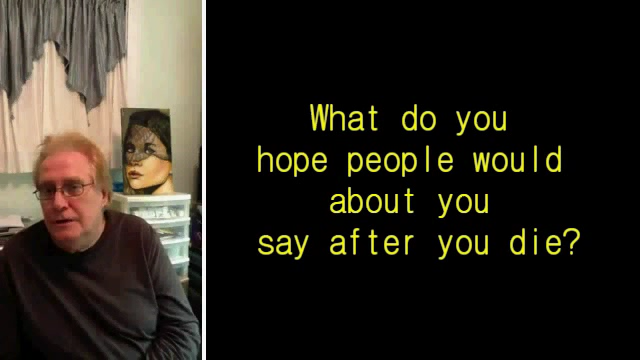 What do you
hope people would
about you
say after you die?